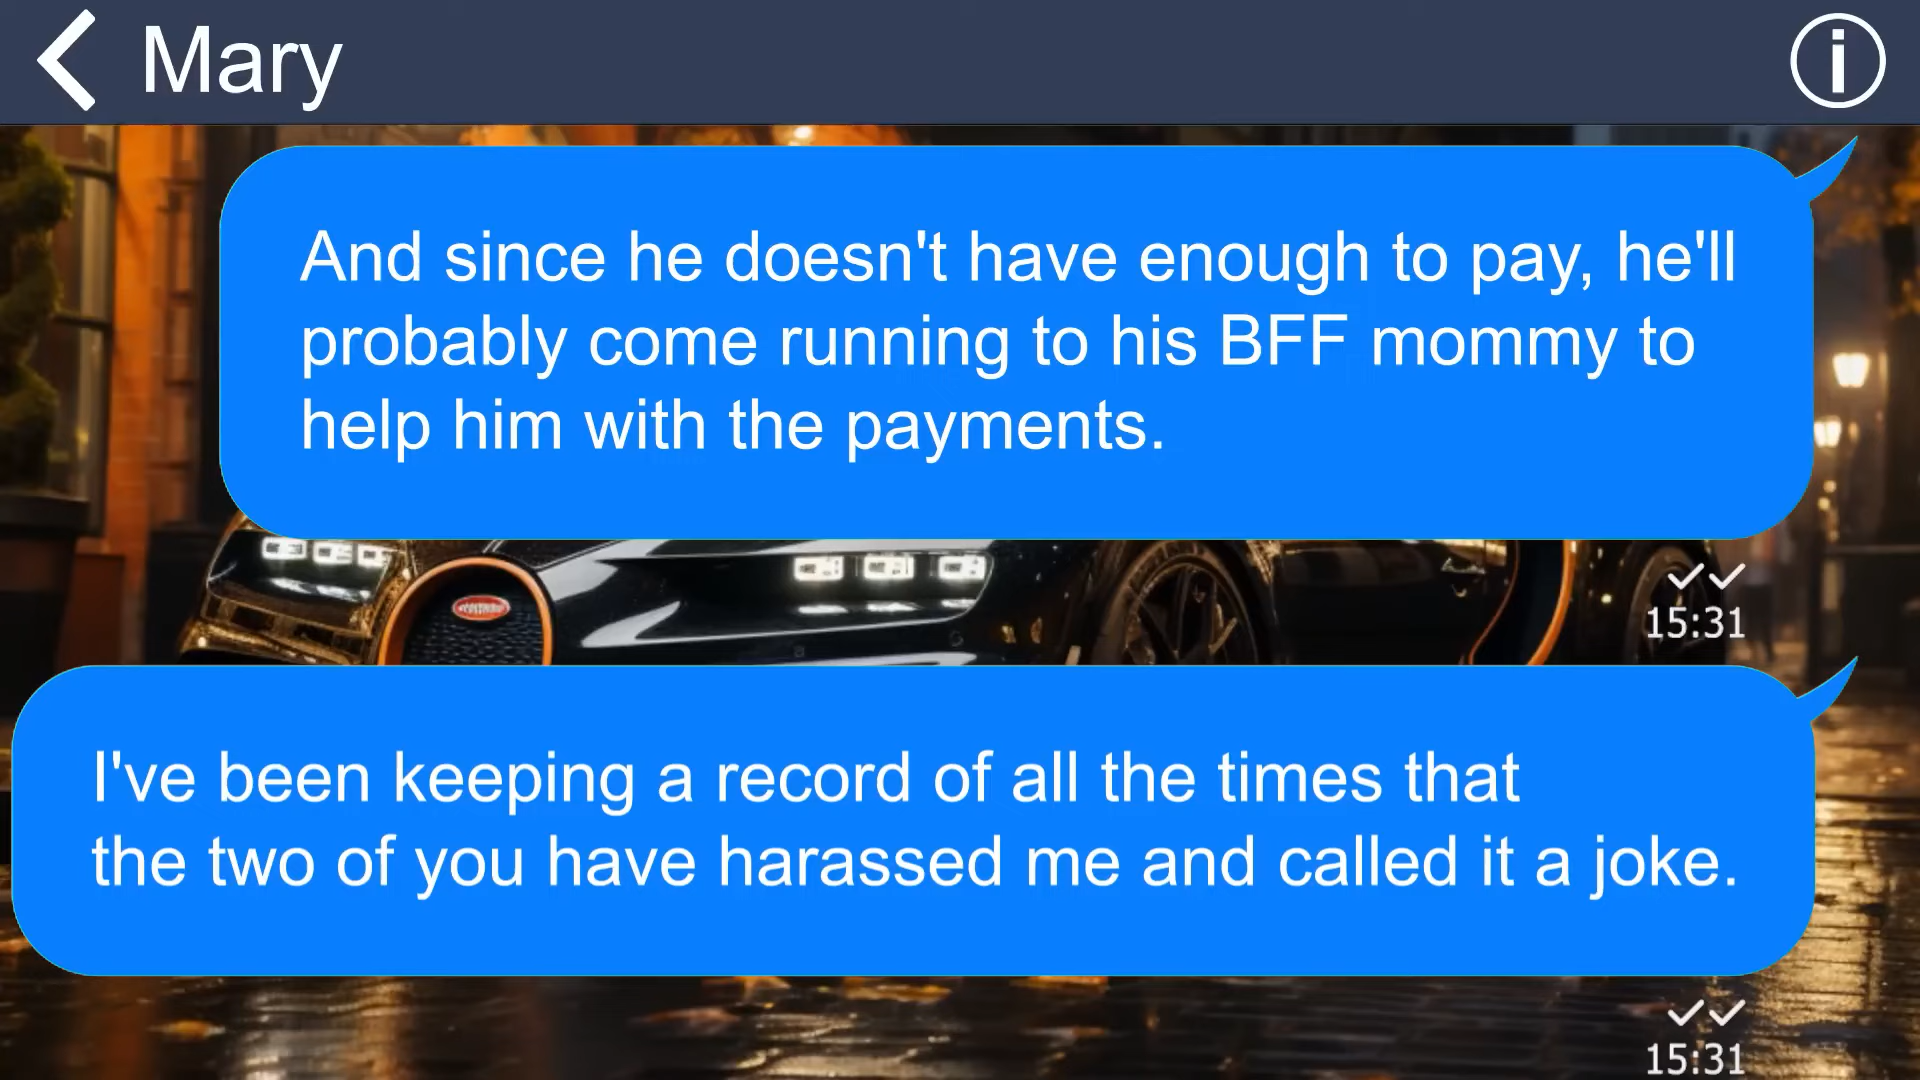 Mary
And since he doesn't have enough to pay, he'll
probably come running to his BFF mommy to
help him with the payments.
15:31
I've been keeping a record of all the times that
the two of you have harassed me and called it a joke.
15:31